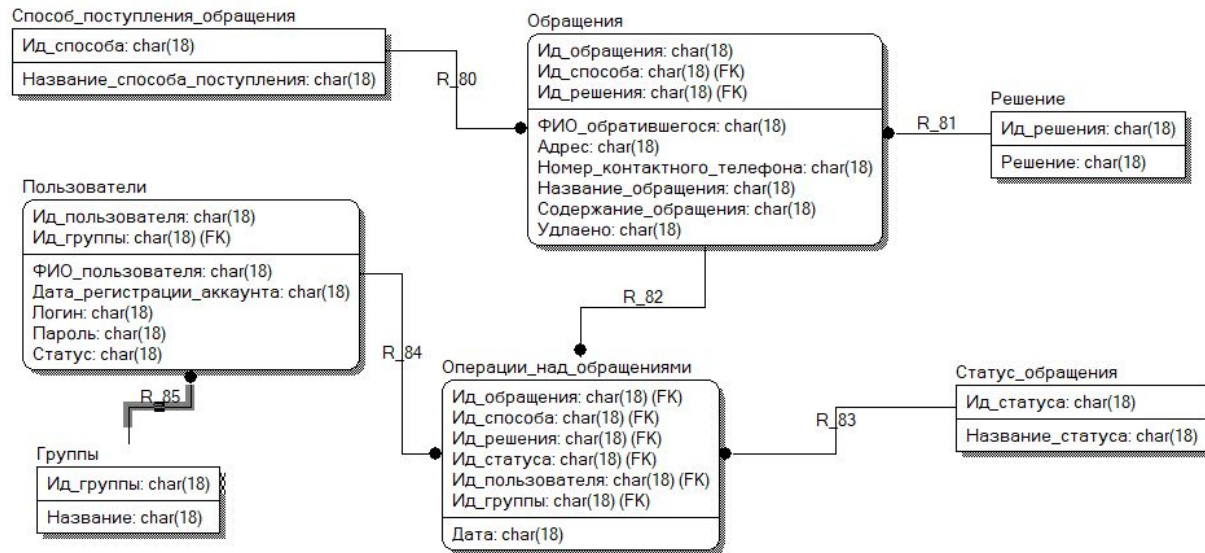 Способ_поступления_обращения
Ид_способа: char(18)
Название_способа_поступления: char(18)
R_80
Обращения
Ид_обращения: char(18)
Ид_способа: char(18) (FK)
Ид_решения: char(18) (FK)
ФИО_обратившегося: char(18)
Адрес: char(18)
Номер_контактного_телефона: char(18)
Название_обращения: char(18)
Содержание_обращения: char(18)
Удлаено: char(18)
R_81
Решение
Ид_решения: char(18)
Решение: char(18)
Пользователи
Ид_пользователя: char(18)
Ид_группы: char(18) (FK)
ФИО_пользователя: char(18)
Дата_регистрации_аккаунта: char(18)
Логин: char(18)
Пароль: char(18)
Статус: char(18)
R_82
R_84
R_85
Группы
Ид_группы: char(18)
Название: char(18)
Операции_над_обращениями
Ид_обращения: char(18) (FK)
Ид_способа: char(18) (FK)
Ид_решения: char(18) (FK)
Ид_статуса: char(18) (FK)
Ид_пользователя: char(18) (FK)
Ид_группы: char(18) (FK)
Дата: char(18)
R_83
Статус_обращения
Ид_статуса: char(18)
Название_статуса: char(18)